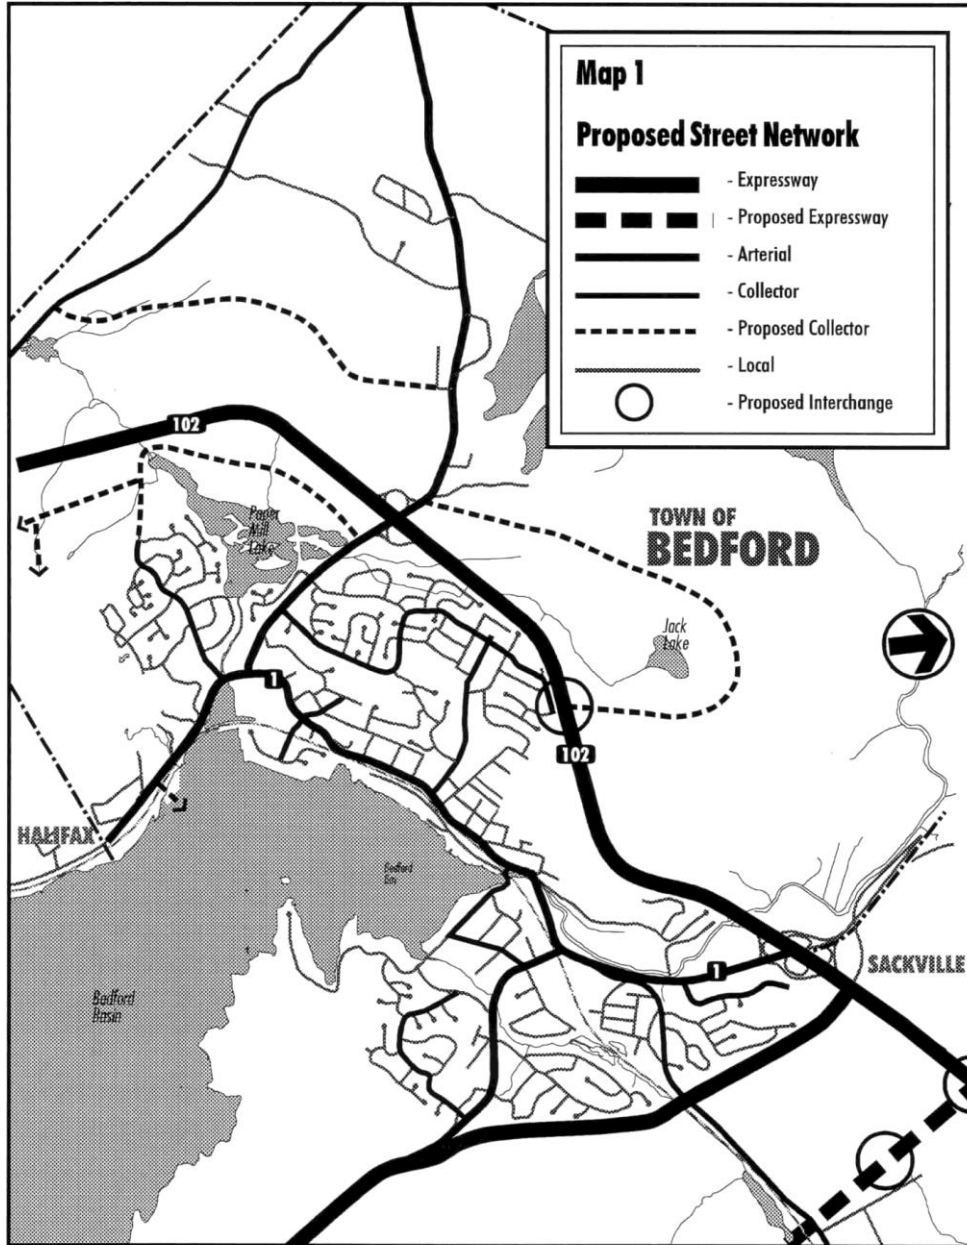 Map 1
Proposed Street Network
- Expressway
- Proposed Expressway
- Arterial
- Collector
- Proposed Collector
- Local
- Proposed Interchange
102
Paper
Mill
Lake
TOWN OF
BEDFORD
Jack
Lake
1
102
HALIFAX
Bedford
SACKVILLE
1
Bedford
Basin